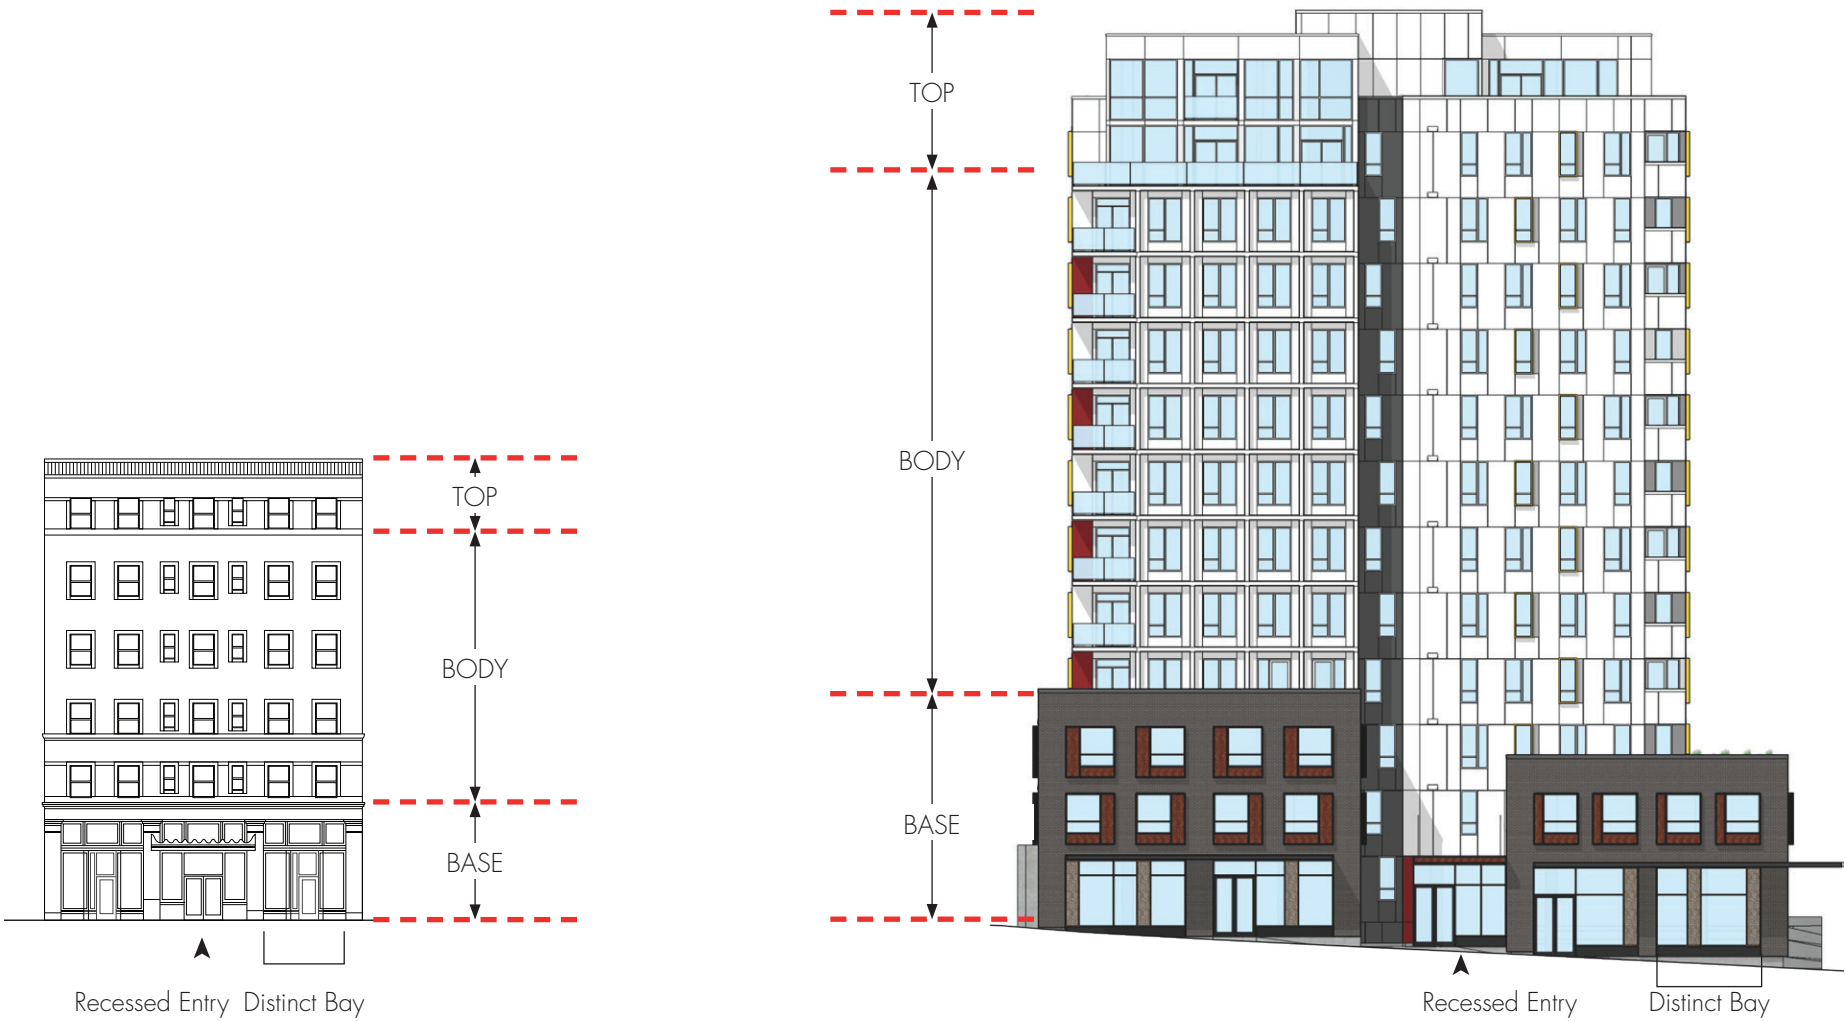 TOP
BODY
BASE
Recessed Entry
Distinct Bay
TOP
BODY
BASE
Recessed Entry
Distinct Bay